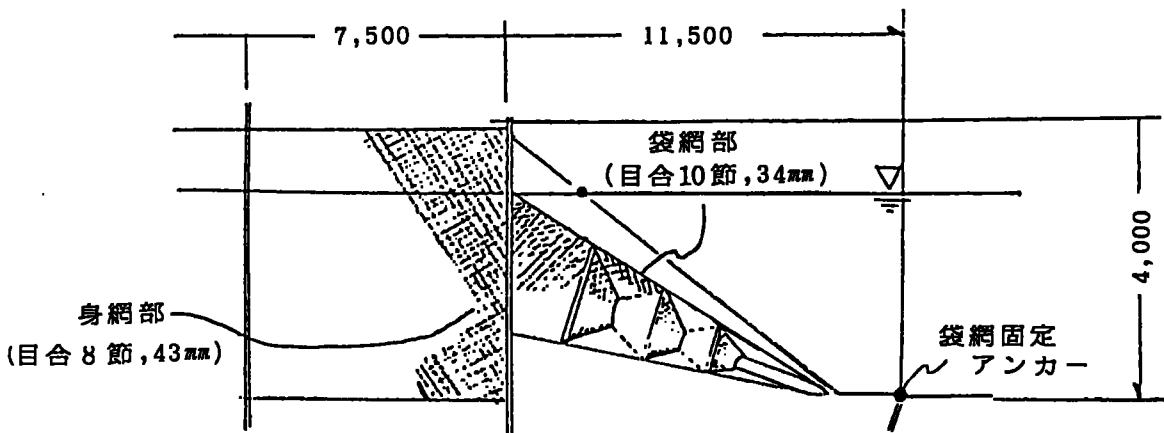 7,500
11,500
袋網部
(目合10節,34㎜)
4,000
身網部
(目合8節,43㎜)
袋網固定
アンカー